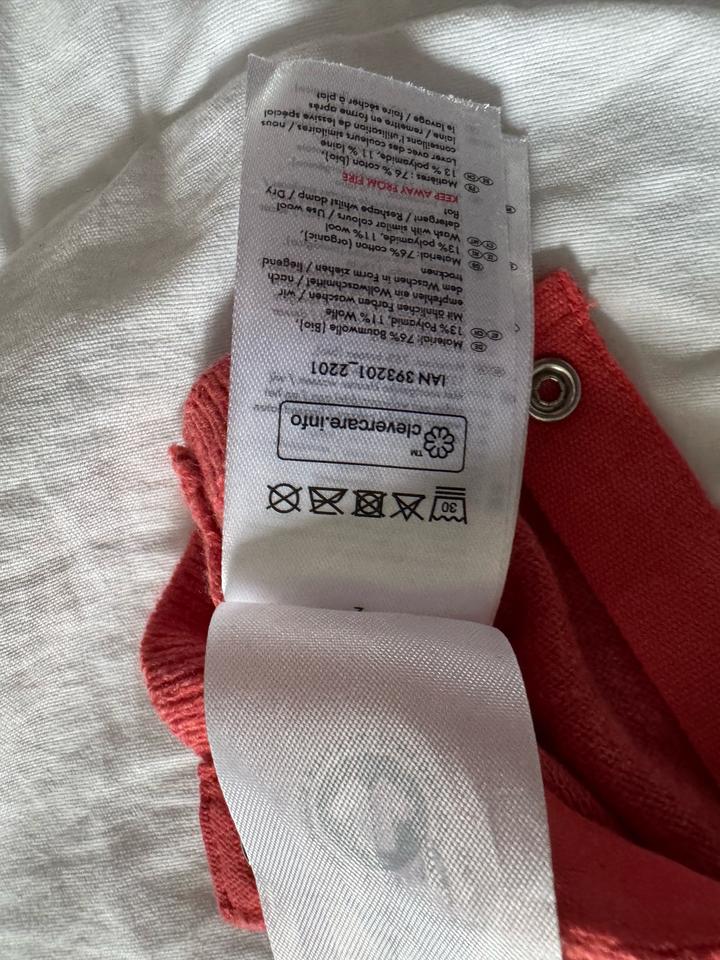 30
clevercare.info™
IAN 393201_2201
Material: 76% Baumwolle (Bio),
13% Polyamid, 11% Wolle
Mit ähnlichen Farben waschen / wir
empfehlen ein Wollwaschmittel / nach
dem Waschen in Form ziehen / liegend
trocknen
Material: 76% cotton (organic),
13% polyamide, 11% wool
Wash with similar colours / Use wool
detergent / Reshape whilst damp / Dry
flat
KEEP AWAY FROM FIRE
Matières : 76 % coton (bio),
13 % polyamide, 11 % laine
Laver avec des couleurs similaires / nous
conseillons l'utilisation de lessive spécial
laine / remettre en forme après
le lavage / faire sécher à plat